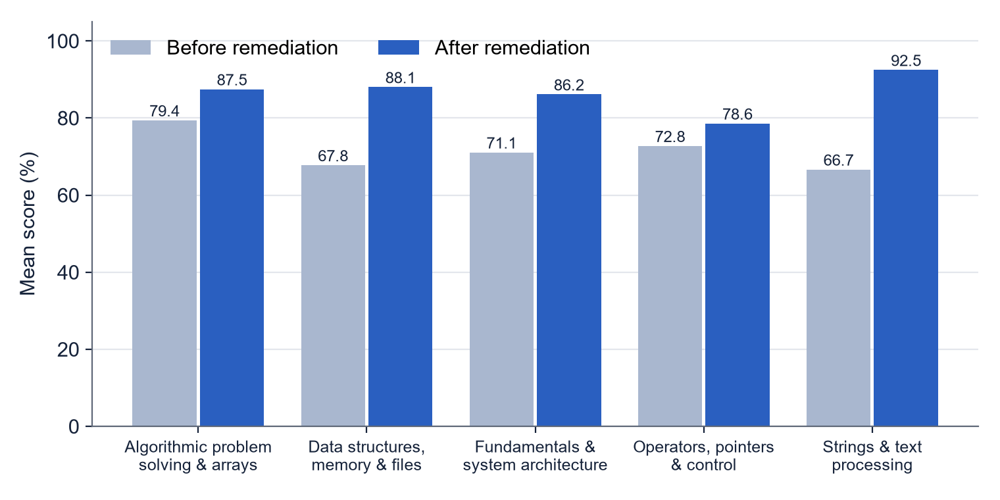 100
Before remediation
After remediation
92.5
87.5
88.1
86.2
79.4
78.6
80
72.8
71.1
67.8
66.7
60
Mean score (%)
40
20
0
Algorithmic problem
solving & arrays
Data structures,
memory & files
Fundamentals &
system architecture
Operators, pointers
& control
Strings & text
processing